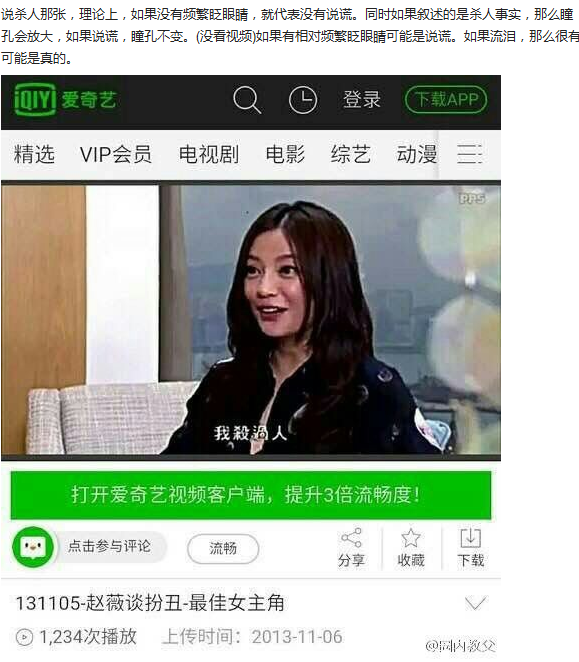 说杀人那张，理论上，如果没有频繁眨眼睛，就代表没有说谎。同时如果叙述的是杀人事实，那么瞳
孔会放大，如果说谎，瞳孔不变。(没看视频)如果有相对频繁眨眼睛可能是说谎。如果流泪，那么很有
可能是真的。
iQIYI 爱奇艺 登录 下载APP
精选 VIP会员 电视剧 电影 综艺 动漫
PPS
我殺過人
打开爱奇艺视频客户端，提升3倍流畅度！
点击参与评论 流畅 分享 收藏 下载
131105-赵薇谈扮丑-最佳女主角
1,234次播放 上传时间：2013-11-06
@国内教父